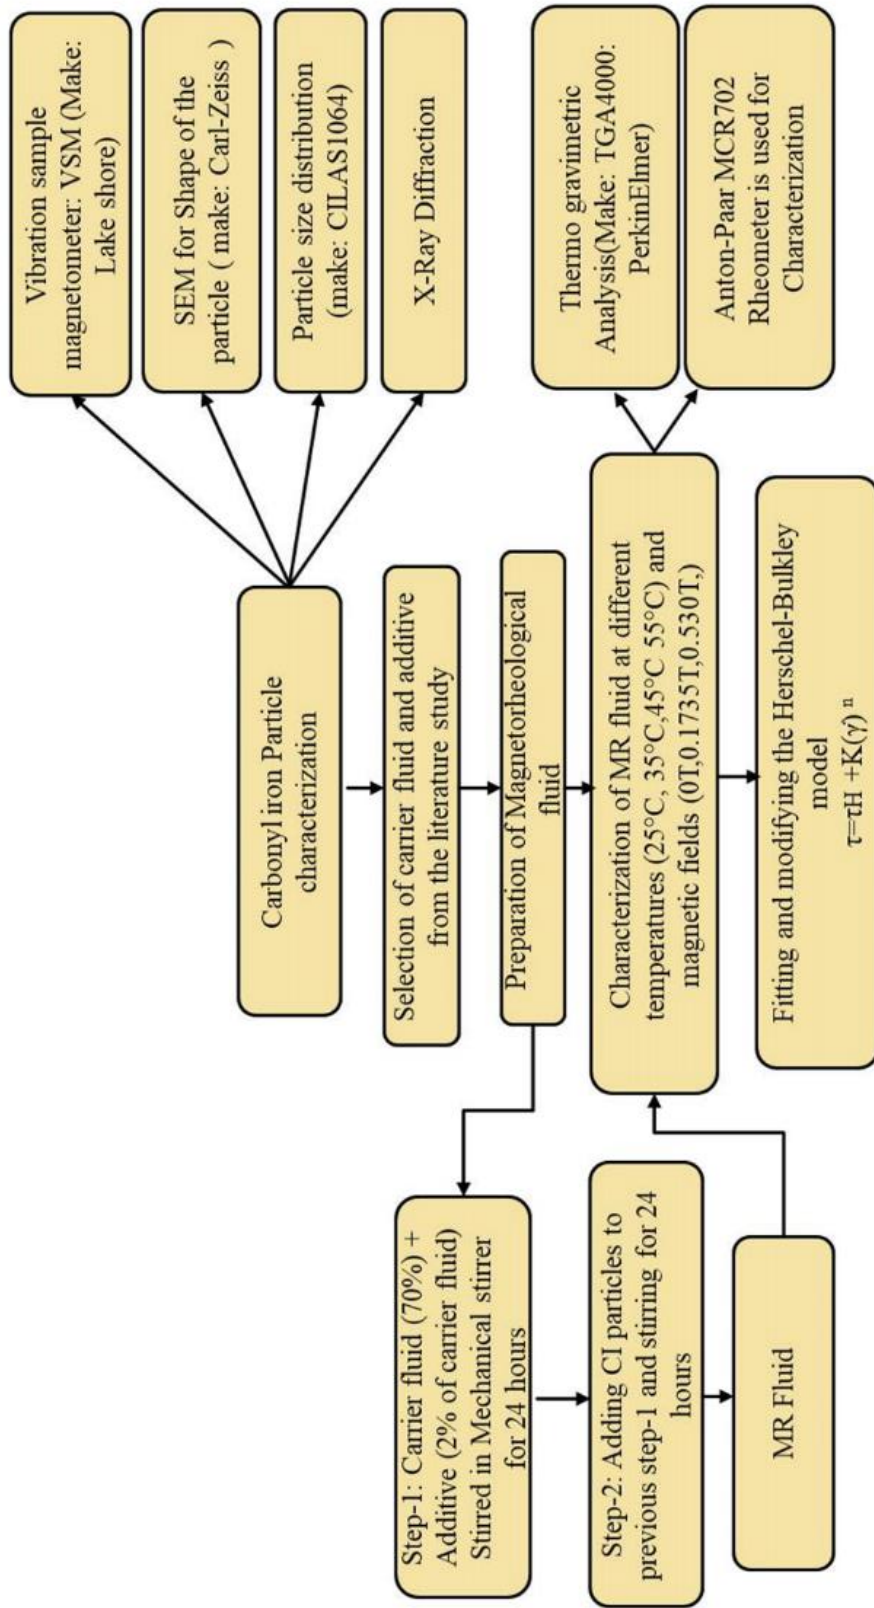 Carbonyl iron Particle
characterization
Vibration sample
magnetometer: VSM (Make:
Lake shore)
SEM for Shape of the
particle ( make: Carl-Zeiss )
Particle size distribution
(make: CILAS1064)
X-Ray Diffraction
Selection of carrier fluid and additive
from the literature study
Preparation of Magnetorheological
fluid
Step-1: Carrier fluid (70%) +
Additive (2% of carrier fluid)
Stirred in Mechanical stirrer
for 24 hours
Step-2: Adding CI particles to
previous step-1 and stirring for 24
hours
MR Fluid
Characterization of MR fluid at different
temperatures (25°C, 35°C,45°C 55°C) and
magnetic fields (0T,0.1735T,0.530T,)
Thermo gravimetric
Analysis(Make: TGA4000:
PerkinElmer)
Anton-Paar MCR702
Rheometer is used for
Characterization
Fitting and modifying the Herschel-Bulkley
model
τ=τH +K(γ) ⁿ